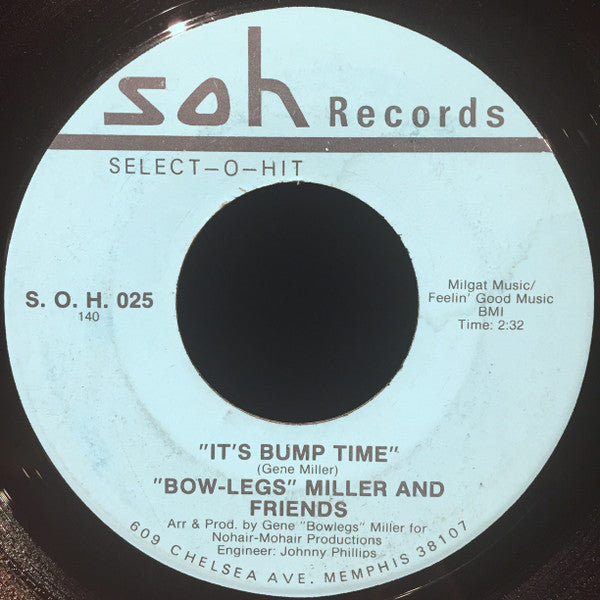 soh Records
SELECT-O-HIT
S. O. H. 025
140
Milgat Music/
Feelin' Good Music
BMI
Time: 2:32
"IT'S BUMP TIME"
(Gene Miller)
"BOW-LEGS" MILLER AND
FRIENDS
Arr & Prod. by Gene "Bowlegs" Miller for
Nohair-Mohair Productions
Engineer: Johnny Phillips
609 CHELSEA AVE. MEMPHIS 38107